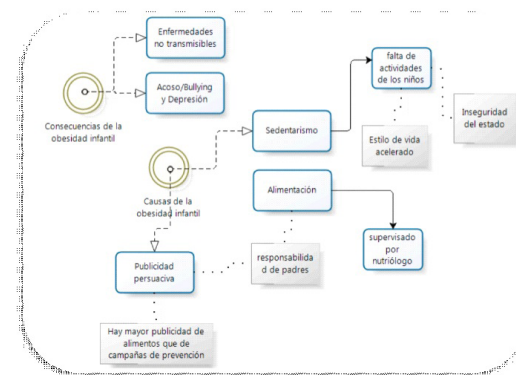 Enfermedades
no transmisibles
Acoso/Bullying
y Depresión
Consecuencias de la
obesidad infantil
falta de
actividades
de los niños
Inseguridad
del estado
Sedentarismo
Estilo de vida
acelerado
Causas de la
obesidad infantil
Alimentación
supervisado
por
nutriólogo
Publicidad
persuaciva
responsabilida
d de padres
Hay mayor publicidad de
alimentos que de
campañas de prevención